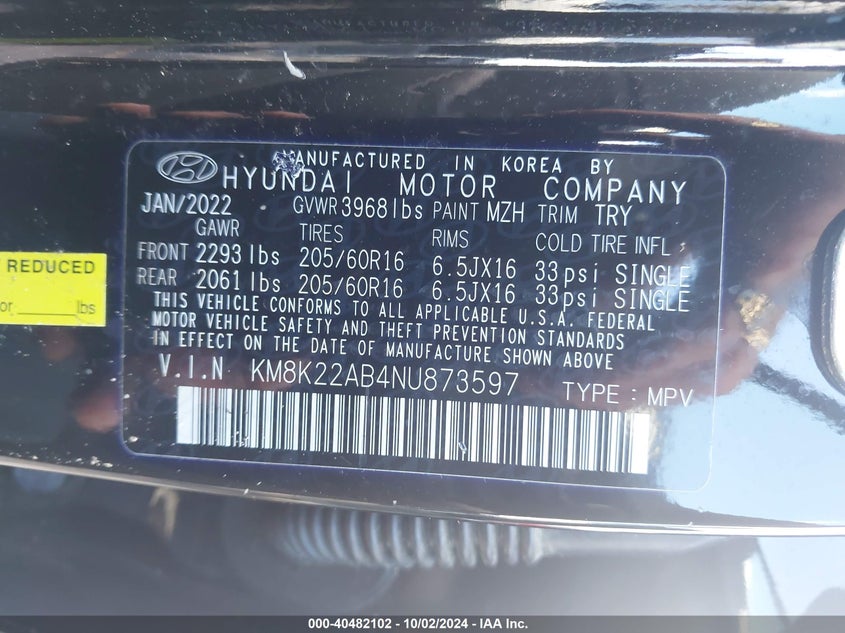 MANUFACTURED IN KOREA BY
HYUNDAI MOTOR COMPANY
JAN/2022 GVWR 3968lbs PAINT MZH TRIM TRY
GAWR TIRES RIMS COLD TIRE INFL
FRONT 2293 lbs 205/60R16 6.5JX16 33psi SINGLE
REAR 2061 lbs 205/60R16 6.5JX16 33psi SINGLE
THIS VEHICLE CONFORMS TO ALL APPLICABLE U.S.A. FEDERAL
MOTOR VEHICLE SAFETY AND THEFT PREVENTION STANDARDS
IN EFFECT ON THE DATE OF MANUFACTURE SHOWN ABOVE
V.I.N KM8K22AB4NU873597 TYPE : MPV
REDUCED
or ______ lbs
000-40482102 - 10/02/2024 - IAA Inc.